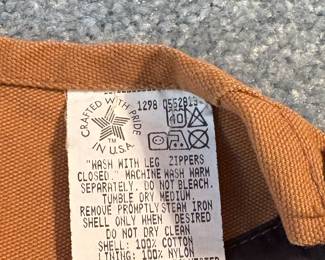 CRAFTED WITH PRIDE
IN U.S.A.
1298
40
"WASH WITH LEG ZIPPERS
CLOSED." MACHINE WASH WARM
SEPARATELY. DO NOT BLEACH.
TUMBLE DRY MEDIUM.
REMOVE PROMPTLY STEAM IRON
SHELL ONLY WHEN DESIRED
DO NOT DRY CLEAN
SHELL: 100% COTTON
LINING: 100% NYLON